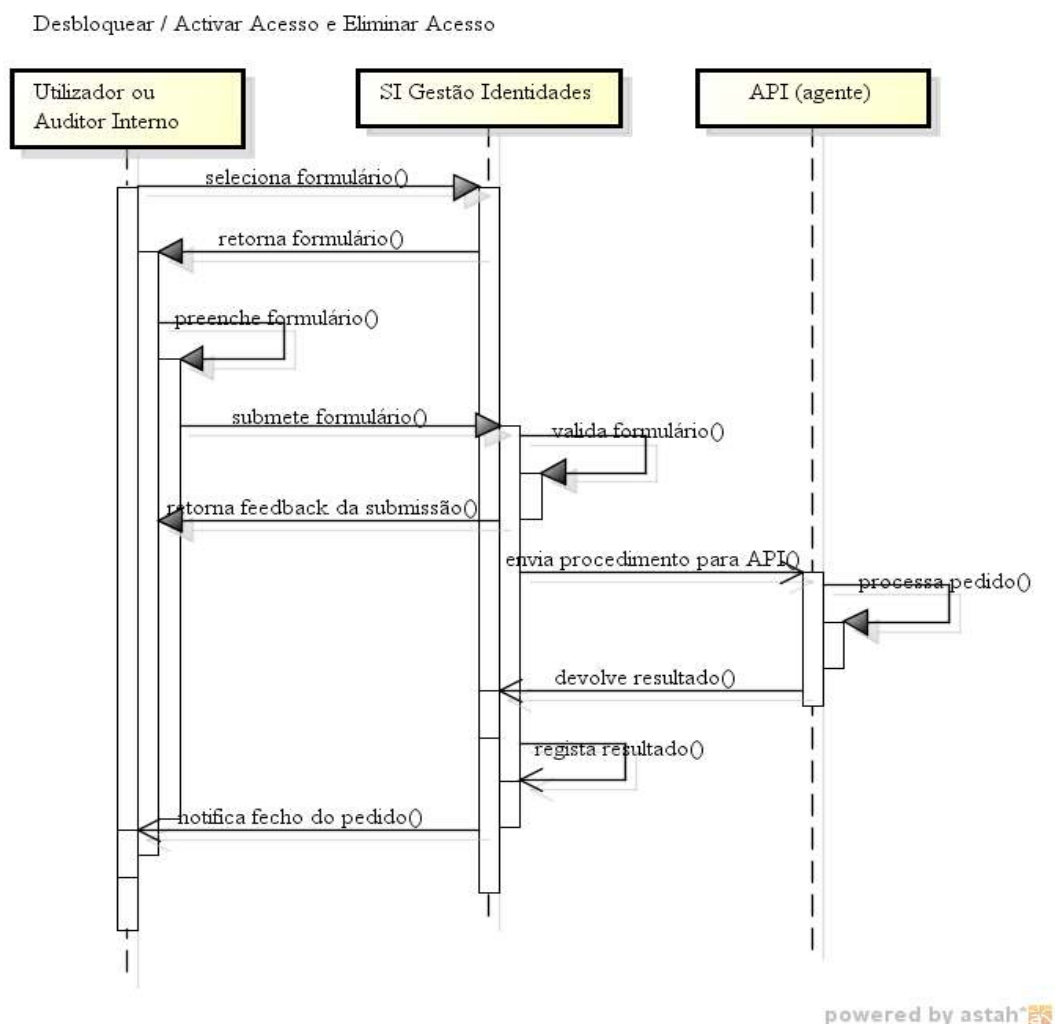 Desbloquear / Activar Acesso e Eliminar Acesso
Utilizador ou
Auditor Interno
SI Gestão Identidades
API (agente)
seleciona formulário()
retorna formulário()
preenche formulário()
submete formulário()
valida formulário()
retorna feedback da submissão()
envia procedimento para API()
processa pedido()
devolve resultado()
regista resultado()
notifica fecho do pedido()
powered by astah*